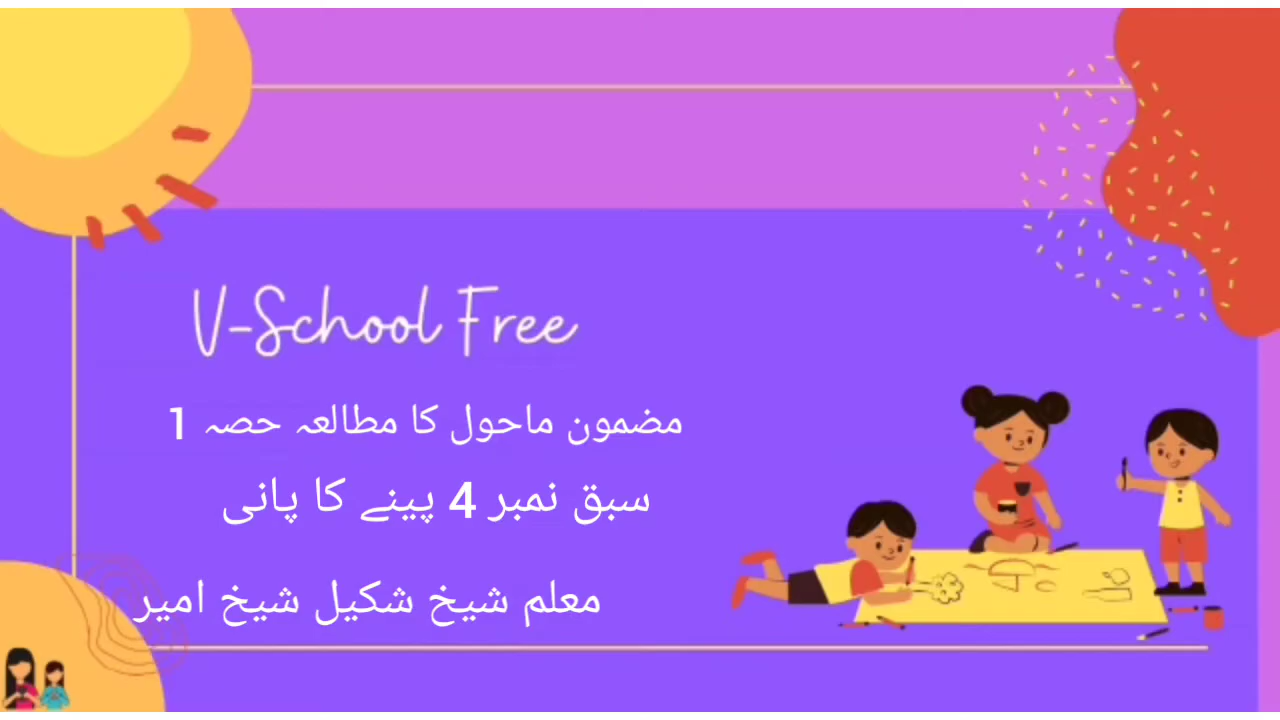 V-School Free
مضمون ماحول کا مطالعہ حصہ 1
سبق نمبر 4 پینے کا پانی
معلم شیخ شکیل شیخ امیر